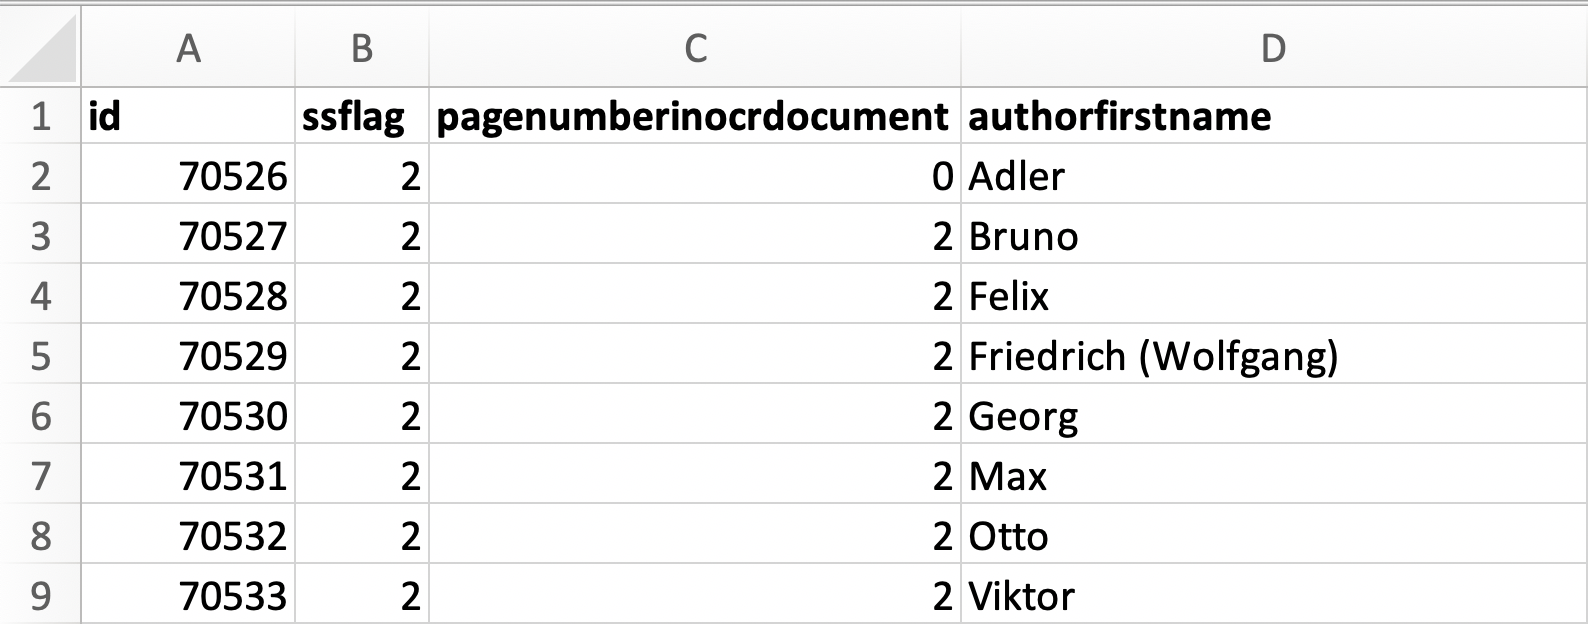 A B C D
1 id ssflag pagenumberinocrdocument authorfirstname
2 70526 2 0 Adler
3 70527 2 2 Bruno
4 70528 2 2 Felix
5 70529 2 2 Friedrich (Wolfgang)
6 70530 2 2 Georg
7 70531 2 2 Max
8 70532 2 2 Otto
9 70533 2 2 Viktor